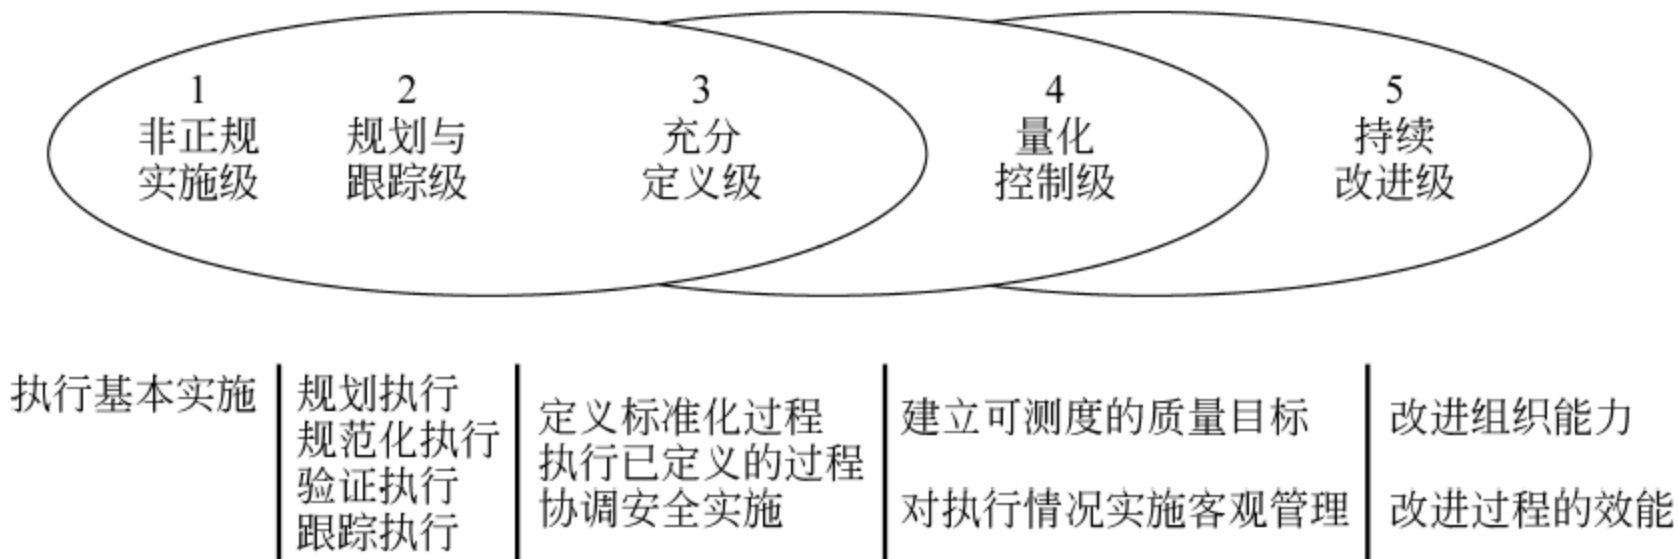 1
非正规
实施级
2
规划与
跟踪级
3
充分
定义级
4
量化
控制级
5
持续
改进级
执行基本实施
规划执行
规范化执行
验证执行
跟踪执行
定义标准化过程
执行已定义的过程
协调安全实施
建立可测度的质量目标
对执行情况实施客观管理
改进组织能力
改进过程的效能